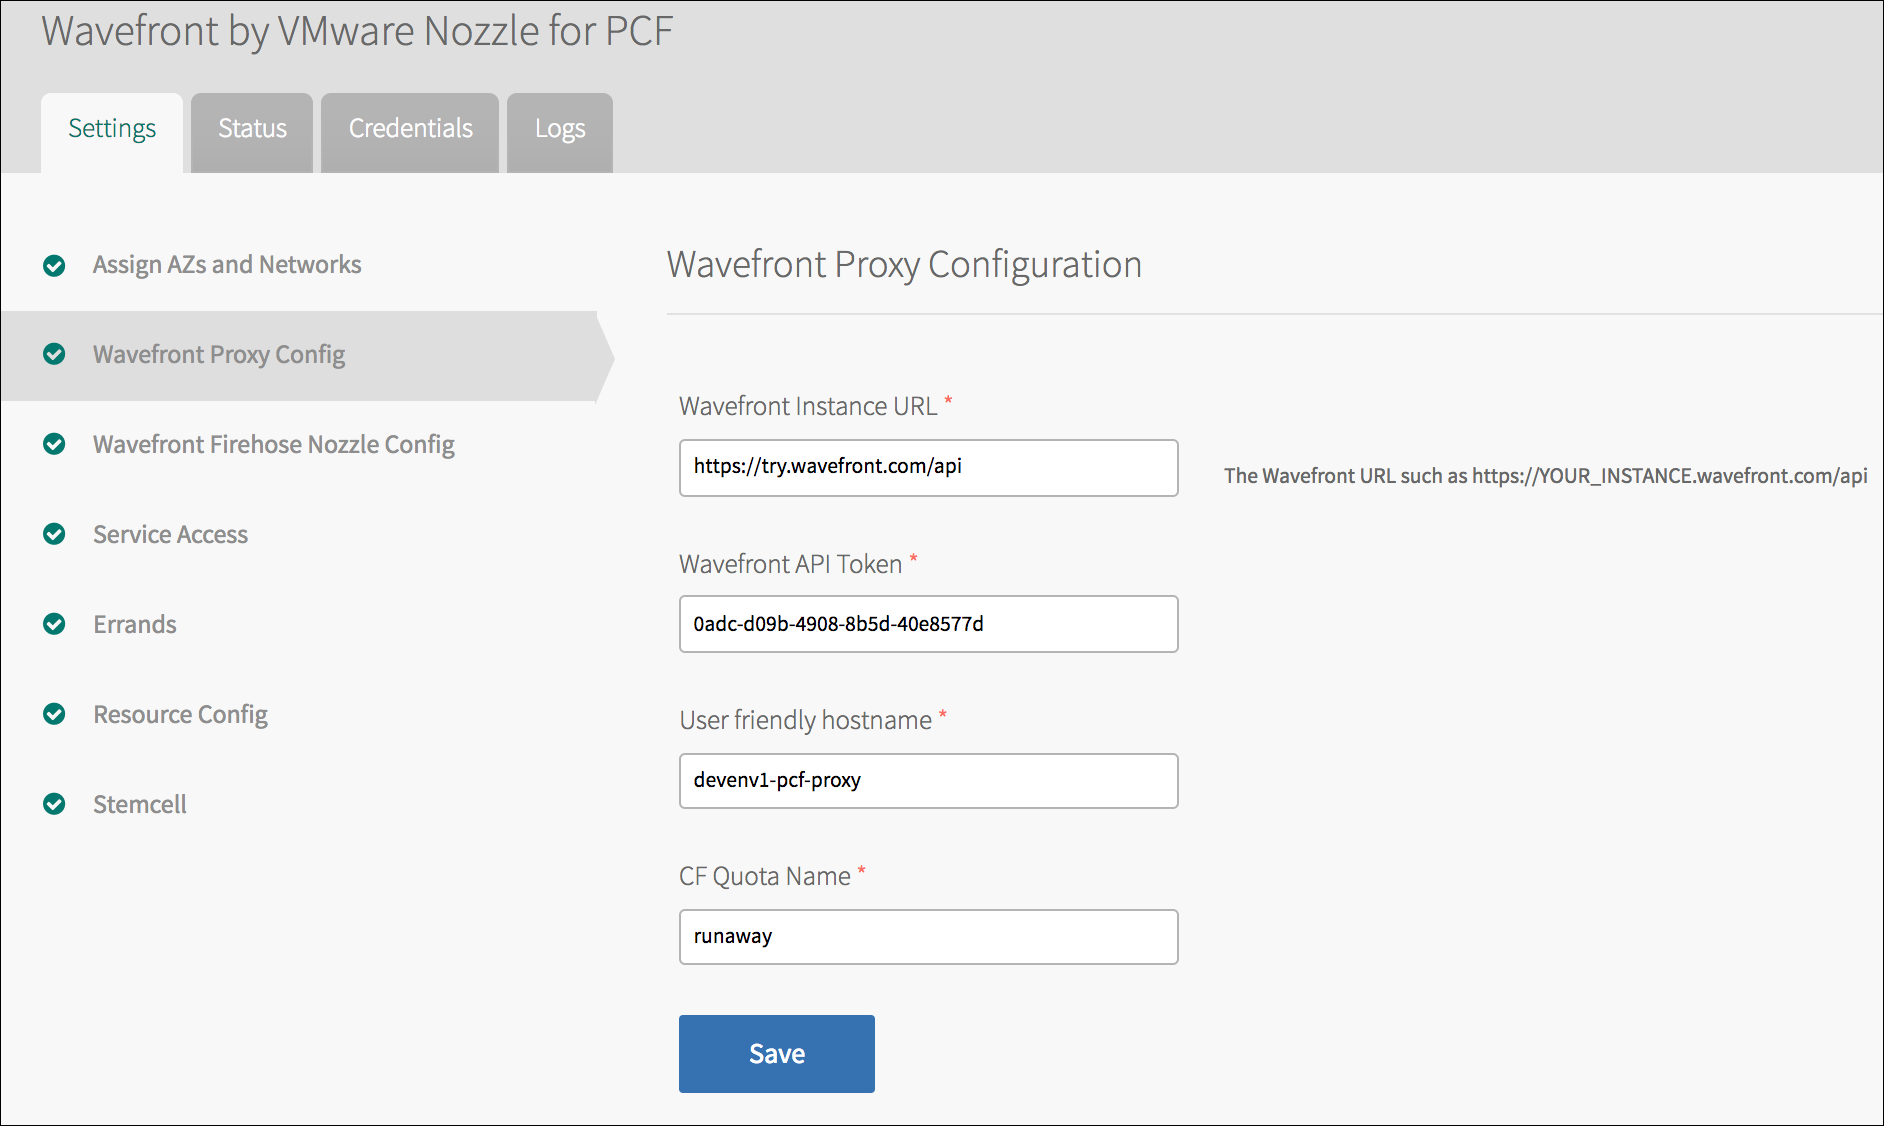 Wavefront by VMware Nozzle for PCF
Settings
Status
Credentials
Logs
Assign AZs and Networks
Wavefront Proxy Config
Wavefront Firehose Nozzle Config
Service Access
Errands
Resource Config
Stemcell
Wavefront Proxy Configuration
Wavefront Instance URL *
https://try.wavefront.com/api
The Wavefront URL such as https://YOUR_INSTANCE.wavefront.com/api
Wavefront API Token *
0adc-d09b-4908-8b5d-40e8577d
User friendly hostname *
devenv1-pcf-proxy
CF Quota Name *
runaway
Save